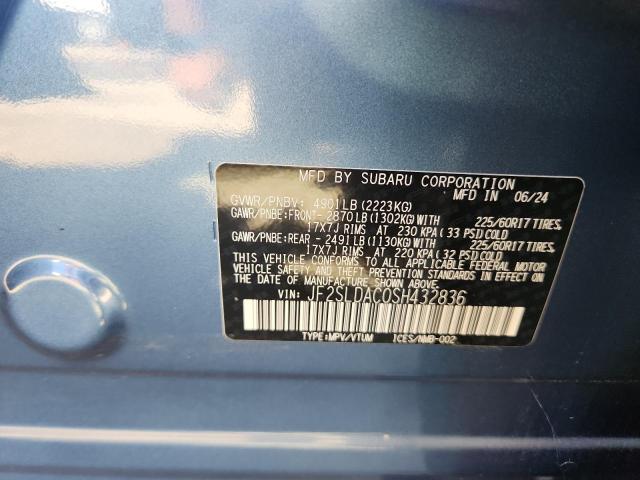 MFD BY SUBARU CORPORATION
MFD IN 06/24
GVWR/PNBV: 4901LB (2223KG)
GAWR/PNBE:FRONT- 2870LB (1302KG)WITH 225/60R17 TIRES,
17X7J RIMS AT 230 KPA (33 PSI)COLD
GAWR/PNBE:REAR - 2491LB (1130KG)WITH 225/60R17 TIRES,
17X7J RIMS AT 220 KPA (32 PSI)COLD
THIS VEHICLE CONFORMS TO ALL APPLICABLE FEDERAL MOTOR
VEHICLE SAFETY AND THEFT PREVENTION STANDARDS IN EFFECT
ON THE DATE OF MANUFACTURE SHOWN ABOVE.
VIN: JF2SLDAC0SH432836
TYPE:MPV/VTUM ICES/NMB-002